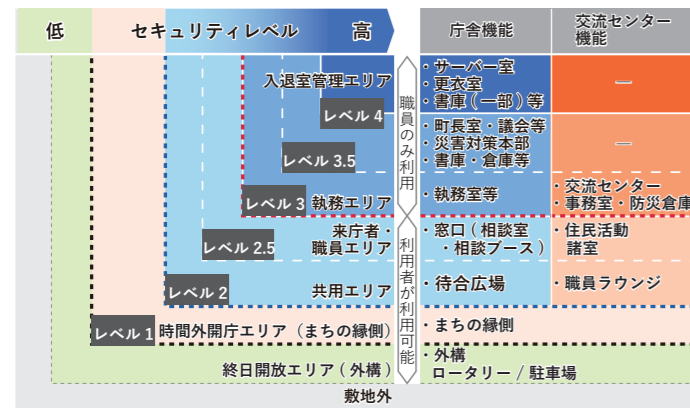 低
セキュリティレベル
高
庁舎機能
交流センター
機能
入退室管理エリア
レベル 4
・サーバー室
・更衣室
・書庫(一部)等
―
職員のみ利用
レベル 3.5
・町長室・議会等
・災害対策本部
・書庫・倉庫等
―
レベル 3
執務エリア
・執務室等
・交流センター
・事務室・防災倉庫
来庁者・
職員エリア
レベル 2.5
利用者が利用可能
・窓口(相談室
・相談ブース)
・住民活動
諸室
レベル 2
共用エリア
・待合広場
・職員ラウンジ
レベル 1
時間外開庁エリア(まちの縁側)
・まちの縁側
終日開放エリア(外構)
・外構
ロータリー / 駐車場
敷地外